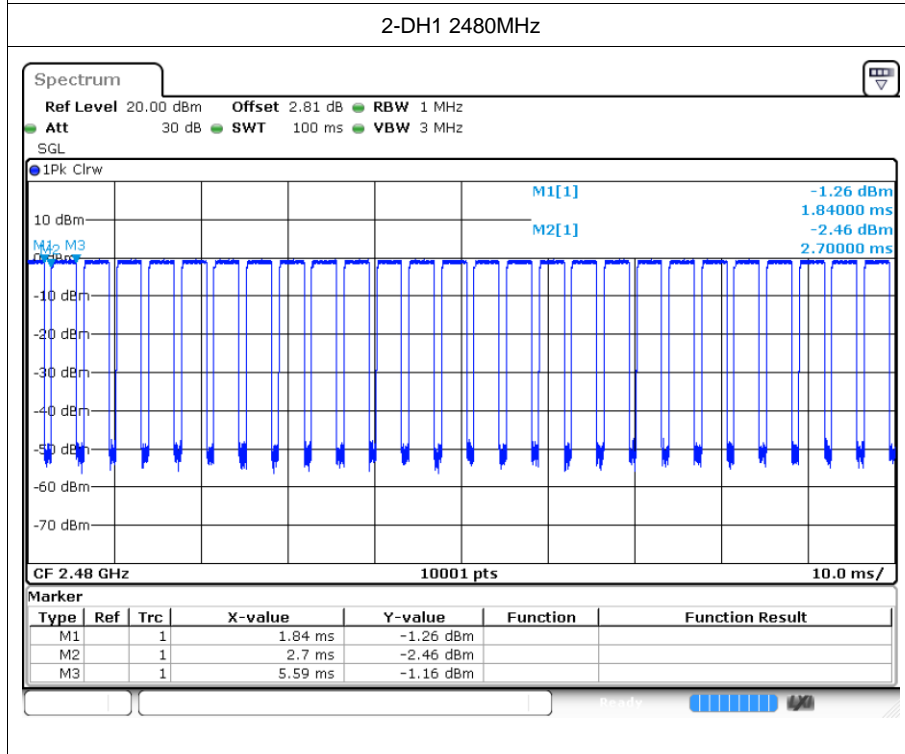 2-DH1 2480MHz
Spectrum
Ref Level 20.00 dBm Offset 2.81 dB RBW 1 MHz
Att 30 dB SWT 100 ms VBW 3 MHz
SGL
1Pk Clrw
M1[1] -1.26 dBm
1.84000 ms
10 dBm
M2[1] -2.46 dBm
2.70000 ms
M1 M2 M3
0 dBm
-10 dBm
-20 dBm
-30 dBm
-40 dBm
-50 dBm
-60 dBm
-70 dBm
CF 2.48 GHz 10001 pts 10.0 ms/
Marker
Type Ref Trc X-value Y-value Function Function Result
M1 1 1.84 ms -1.26 dBm
M2 1 2.7 ms -2.46 dBm
M3 1 5.59 ms -1.16 dBm
Ready
LXI